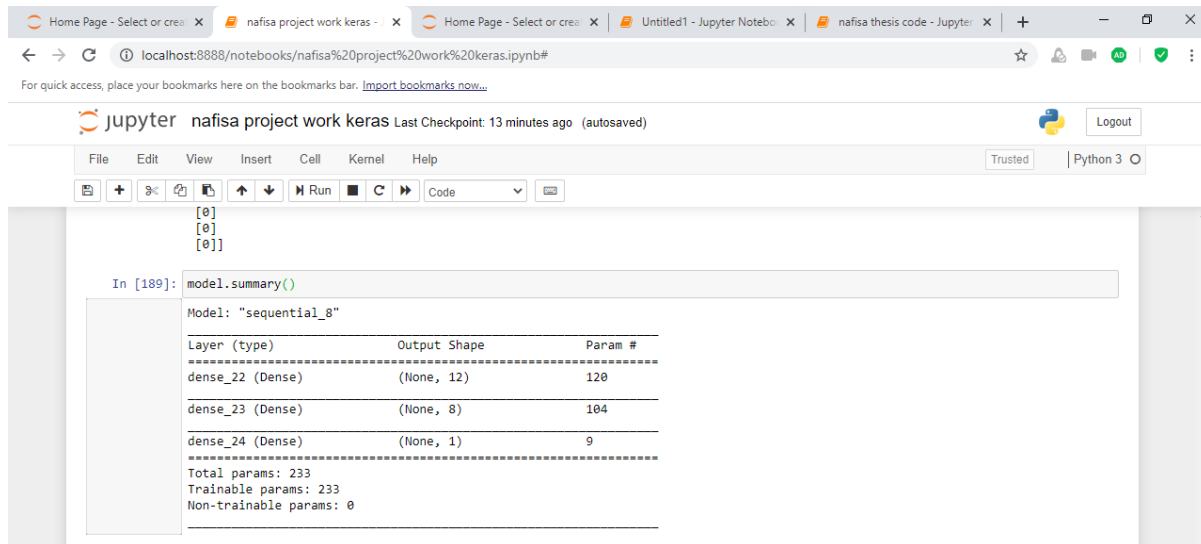 Home Page - Select or crea
nafisa project work keras - J
Home Page - Select or crea
Untitled1 - Jupyter Notebo
nafisa thesis code - Jupyter
localhost:8888/notebooks/nafisa%20project%20work%20keras.ipynb#
AD
For quick access, place your bookmarks here on the bookmarks bar. Import bookmarks now...
jupyter nafisa project work keras Last Checkpoint: 13 minutes ago (autosaved)
Logout
File Edit View Insert Cell Kernel Help
Trusted
Python 3
Run
Code
[0]
[0]
[0]]
In [189]: model.summary()
Model: "sequential_8"
Layer (type) Output Shape Param #
dense_22 (Dense) (None, 12) 120
dense_23 (Dense) (None, 8) 104
dense_24 (Dense) (None, 1) 9
Total params: 233
Trainable params: 233
Non-trainable params: 0